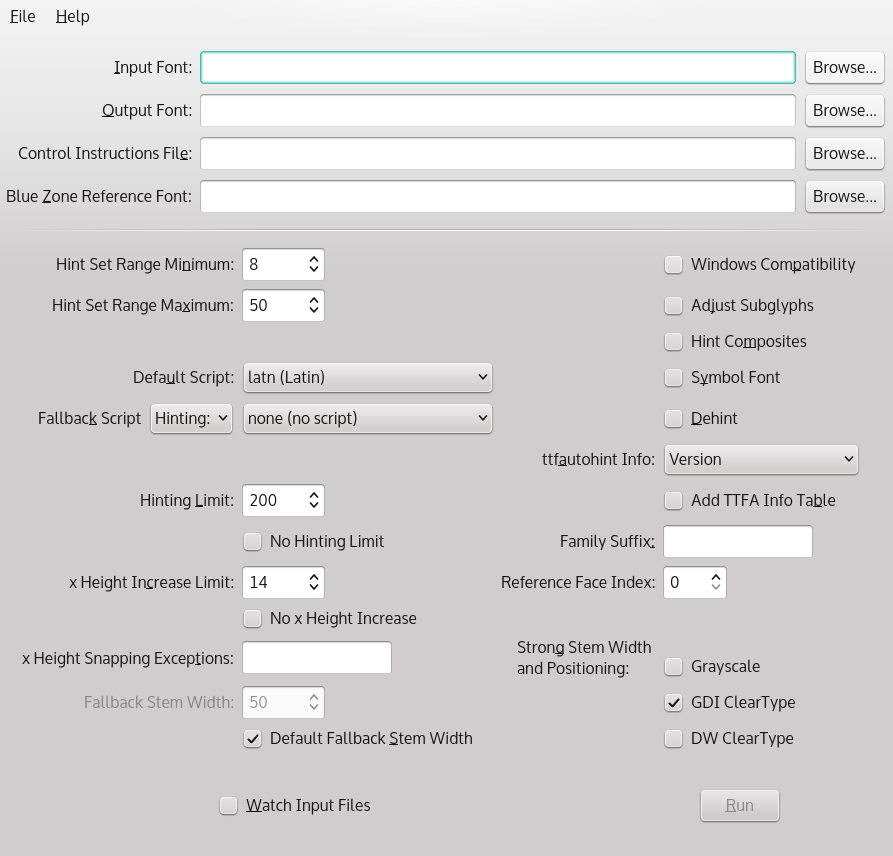 File Help
Input Font: Browse...
Output Font: Browse...
Control Instructions File: Browse...
Blue Zone Reference Font: Browse...
Hint Set Range Minimum: 8 Windows Compatibility
Hint Set Range Maximum: 50 Adjust Subglyphs
Hint Composites
Default Script: latn (Latin) Symbol Font
Fallback Script Hinting: none (no script) Dehint
ttfautohint Info: Version
Hinting Limit: 200 Add TTFA Info Table
No Hinting Limit Family Suffix:
x Height Increase Limit: 14 Reference Face Index: 0
No x Height Increase
x Height Snapping Exceptions: Strong Stem Width
and Positioning: Grayscale
Fallback Stem Width: 50 GDI ClearType
Default Fallback Stem Width DW ClearType
Watch Input Files Run